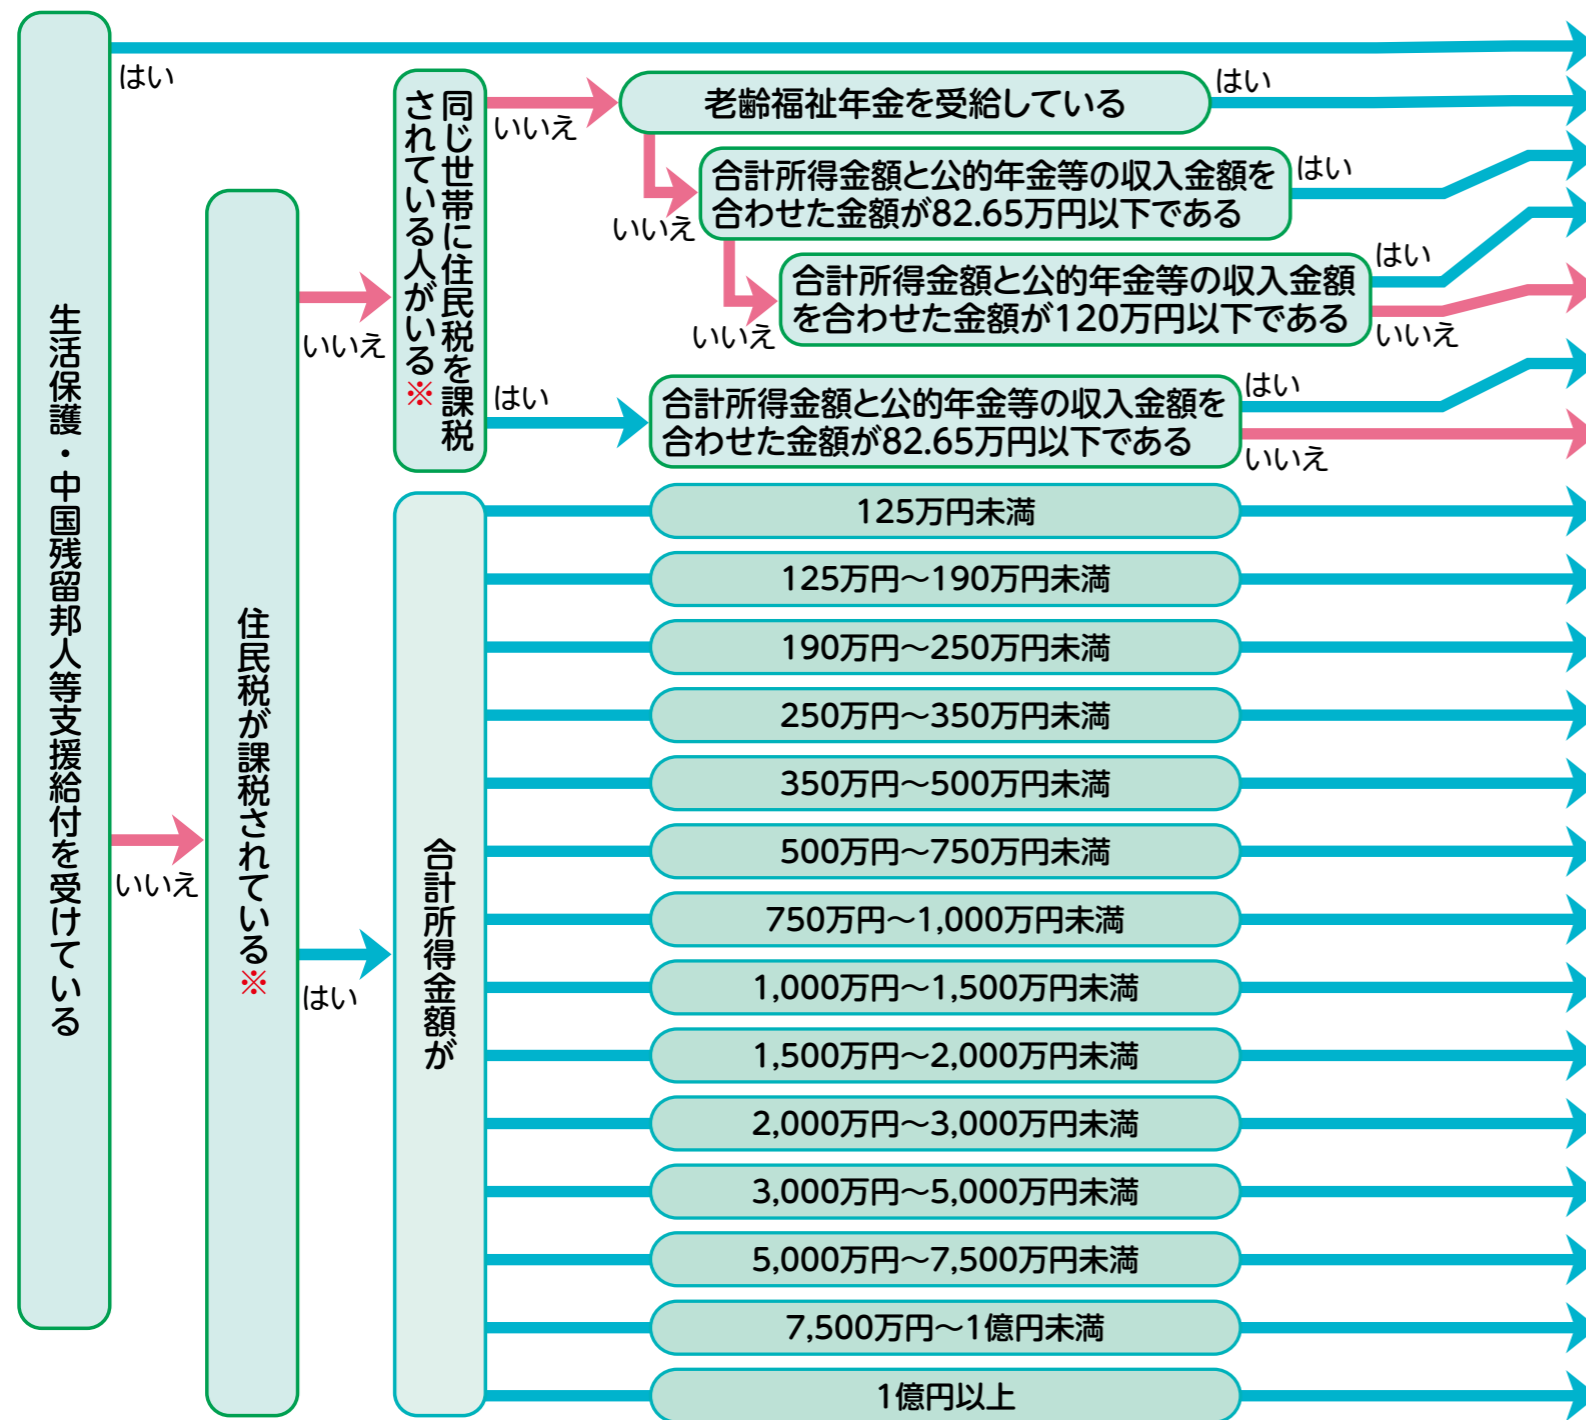 生活保護・中国残留邦人等支援給付を受けている
はい
いいえ
住民税が課税されている※
いいえ
はい
同じ世帯に住民税を課税
されている人がいる※
いいえ
はい
老齢福祉年金を受給している
はい
いいえ
合計所得金額と公的年金等の収入金額を
合わせた金額が82.65万円以下である
はい
いいえ
合計所得金額と公的年金等の収入金額
を合わせた金額が120万円以下である
はい
いいえ
合計所得金額と公的年金等の収入金額を
合わせた金額が82.65万円以下である
はい
いいえ
合計所得金額が
125万円未満
125万円～190万円未満
190万円～250万円未満
250万円～350万円未満
350万円～500万円未満
500万円～750万円未満
750万円～1,000万円未満
1,000万円～1,500万円未満
1,500万円～2,000万円未満
2,000万円～3,000万円未満
3,000万円～5,000万円未満
5,000万円～7,500万円未満
7,500万円～1億円未満
1億円以上